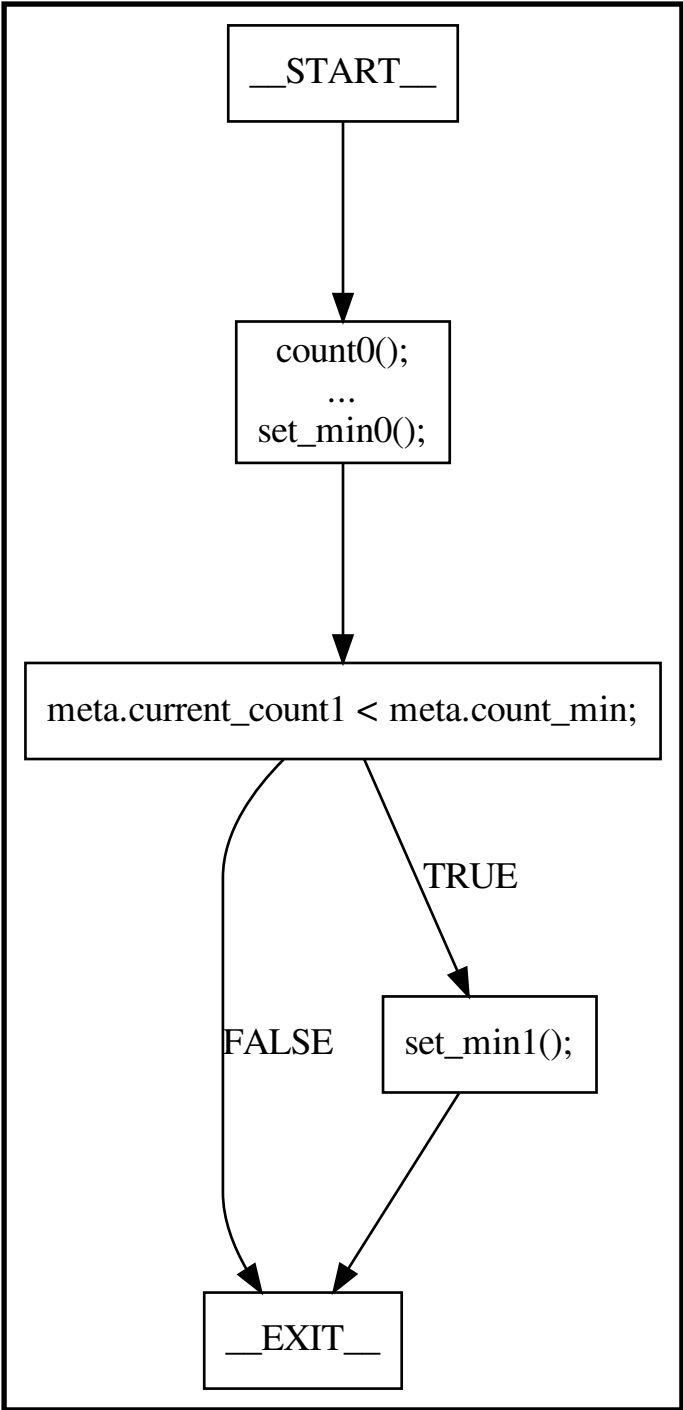 __START__
count0();
...
set_min0();
meta.current_count1 < meta.count_min;
TRUE
FALSE
set_min1();
__EXIT__